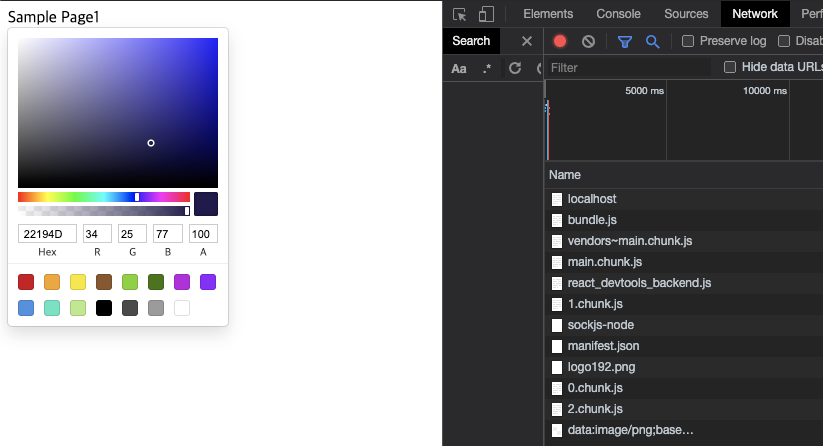 Sample Page1
22194D 34 25 77 100
Hex R G B A
Elements Console Sources Network
Search
Preserve log
Aa .*
Filter Hide data URLs
5000 ms 10000 ms
Name
localhost
bundle.js
vendors~main.chunk.js
main.chunk.js
react_devtools_backend.js
1.chunk.js
sockjs-node
manifest.json
logo192.png
0.chunk.js
2.chunk.js
data:image/png;base…